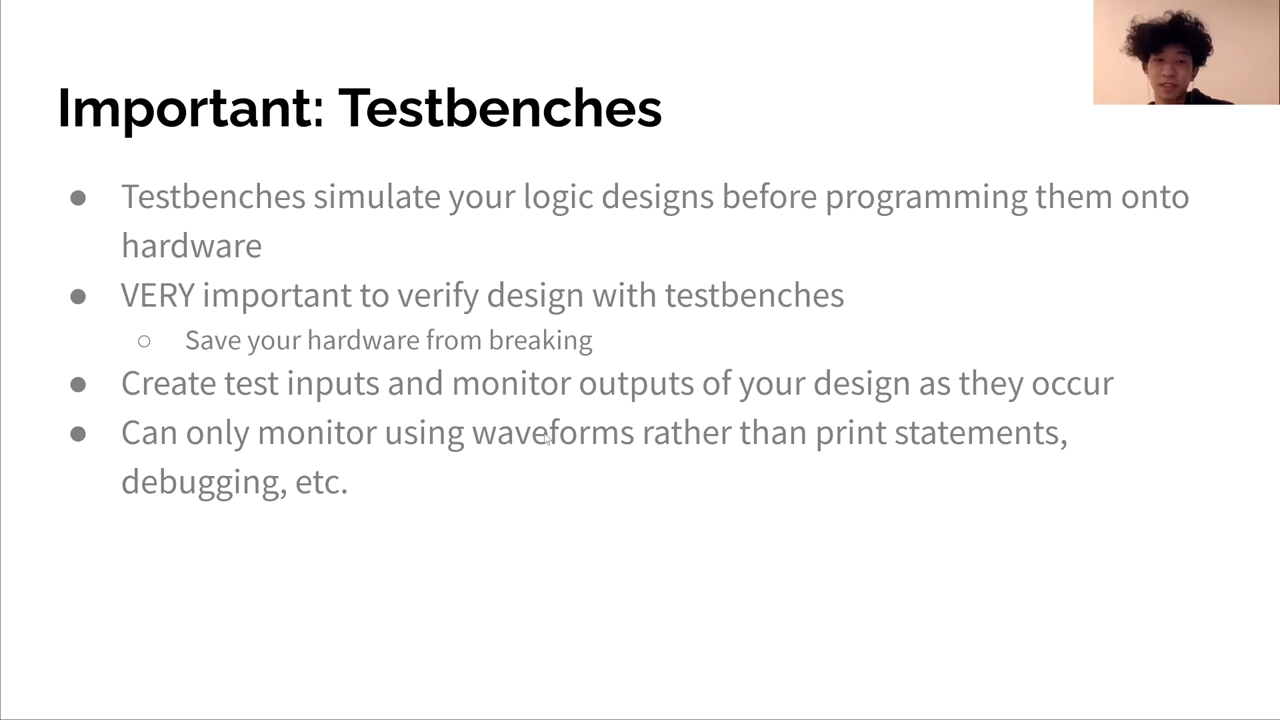 Important: Testbenches
● Testbenches simulate your logic designs before programming them onto
hardware
● VERY important to verify design with testbenches
○ Save your hardware from breaking
● Create test inputs and monitor outputs of your design as they occur
● Can only monitor using waveforms rather than print statements,
debugging, etc.